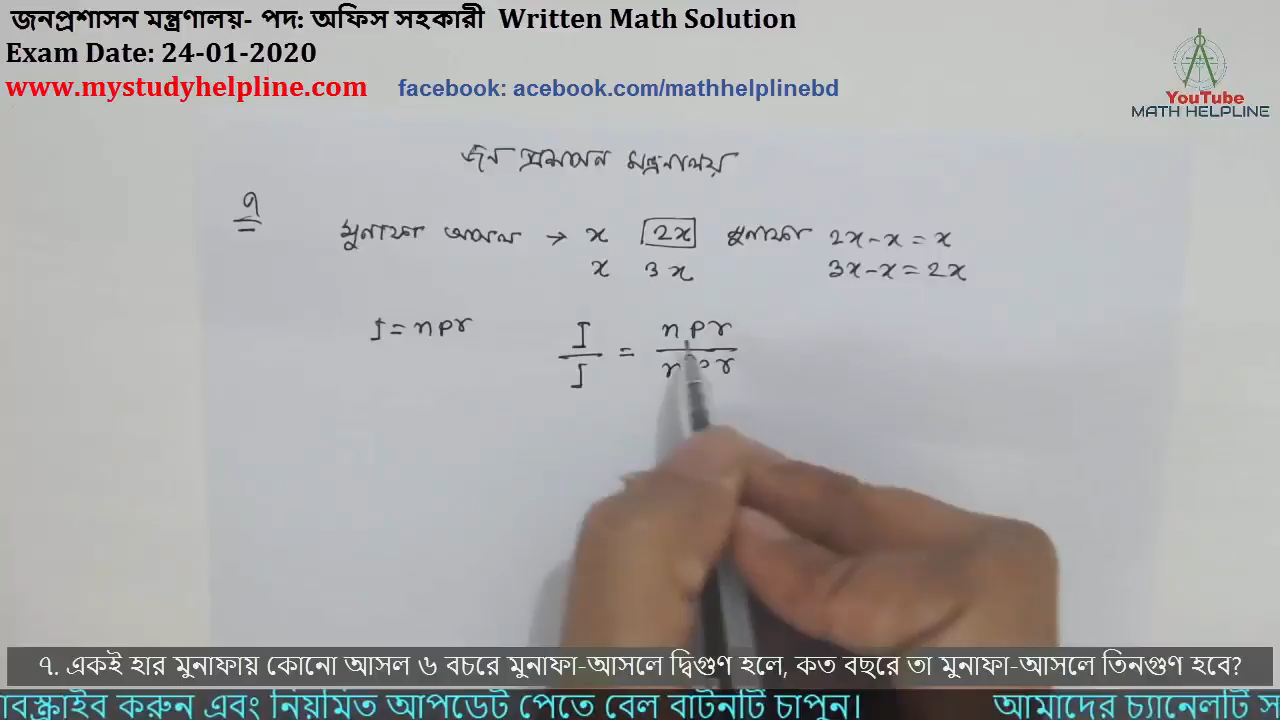 জনপ্রশাসন মন্ত্রণালয়- পদ: অফিস সহকারী Written Math Solution
Exam Date: 24-01-2020
www.mystudyhelpline.com facebook: acebook.com/mathhelplinebd
YouTube
MATH HELPLINE
জন প্রশাসন মন্ত্রনালয়
৭
মুনাফা আসল → x 2x মুনাফা 2x-x = x
x 3x 3x-x = 2x
I = npr I/I = npr/npr
৭. একই হার মুনাফায় কোনো আসল ৬ বচরে মুনাফা-আসলে দ্বিগুণ হলে, কত বছরে তা মুনাফা-আসলে তিনগুণ হবে?
বস্ক্রাইব করুন এবং নিয়মিত আপডেট পেতে বেল বাটনটি চাপুন। আমাদের চ্যানেলটি স